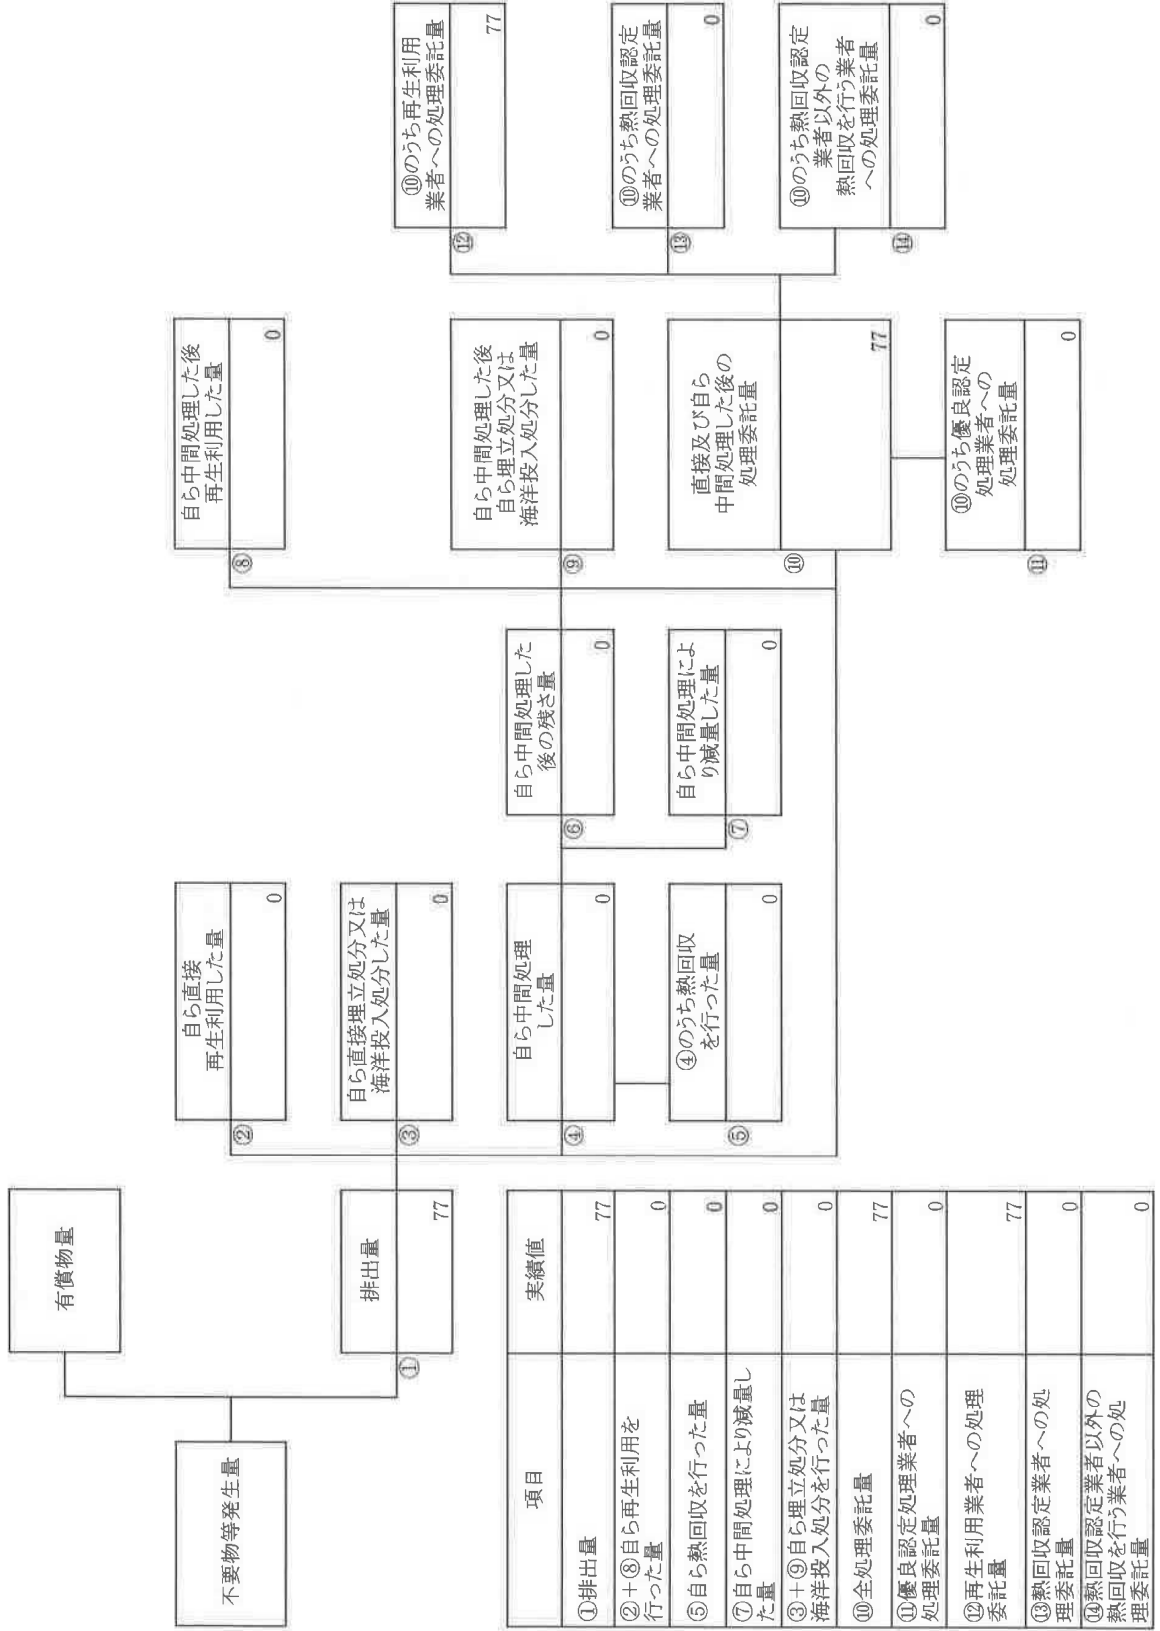 有償物量
不要物等発生量
①
排出量
77
②
自ら直接
再生利用した量
0
③
自ら直接埋立処分又は
海洋投入処分した量
0
④
自ら中間処理
した量
0
⑤
④のうち熱回収
を行った量
0
⑥
自ら中間処理した
後の残さ量
0
⑦
自ら中間処理によ
り減量した量
0
⑧
自ら中間処理した後
再生利用した量
0
⑨
自ら中間処理した後
自ら埋立処分又は
海洋投入処分した量
0
⑩
直接及び自ら
中間処理した後の
処理委託量
77
⑪
⑩のうち優良認定
処理業者への
処理委託量
0
⑫
⑩のうち再生利用
業者への処理委託量
77
⑬
⑩のうち熱回収認定
業者への処理委託量
0
⑭
⑩のうち熱回収認定
業者以外の
熱回収を行う業者
への処理委託量
0
項目 実績値
①排出量 77
②+⑧自ら再生利用を
行った量 0
⑤自ら熱回収を行った量 0
⑦自ら中間処理により減量し
た量 0
③+⑨自ら埋立処分又は
海洋投入処分を行った量 0
⑩全処理委託量 77
⑪優良認定処理業者への
処理委託量 0
⑫再生利用業者への処理
委託量 77
⑬熱回収認定業者への処
理委託量 0
⑭熱回収認定業者以外の
熱回収を行う業者への処
理委託量 0